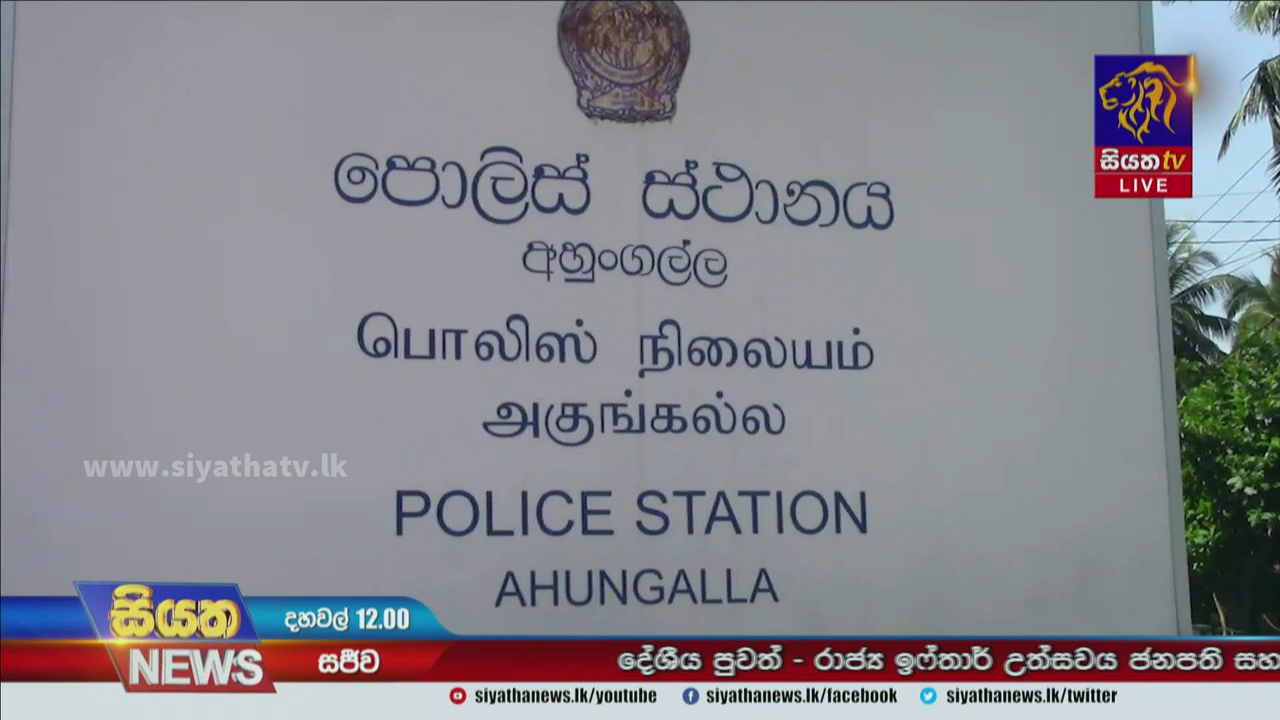 සියත tv
LIVE
පොලිස් ස්ථානය
අහුංගල්ල
பொலிஸ் நிலையம்
அகுங்கல்ல
www.siyathatv.lk
POLICE STATION
AHUNGALLA
සියත
NEWS
දහවල් 12.00
සජීව
දේශීය පුවත් - රාජ්‍ය ඉෆ්තාර් උත්සවය ජනපති සහ
siyathanews.lk/youtube siyathanews.lk/facebook siyathanews.lk/twitter